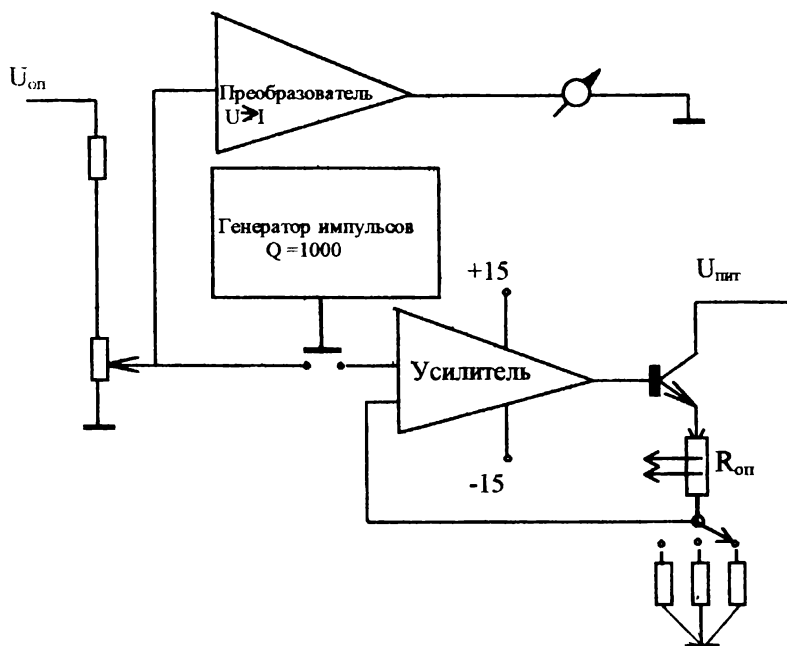 Uоп
Преобразователь
U→I
Генератор импульсов
Q =1000
+15
Uпит
Усилитель
-15
Rоп